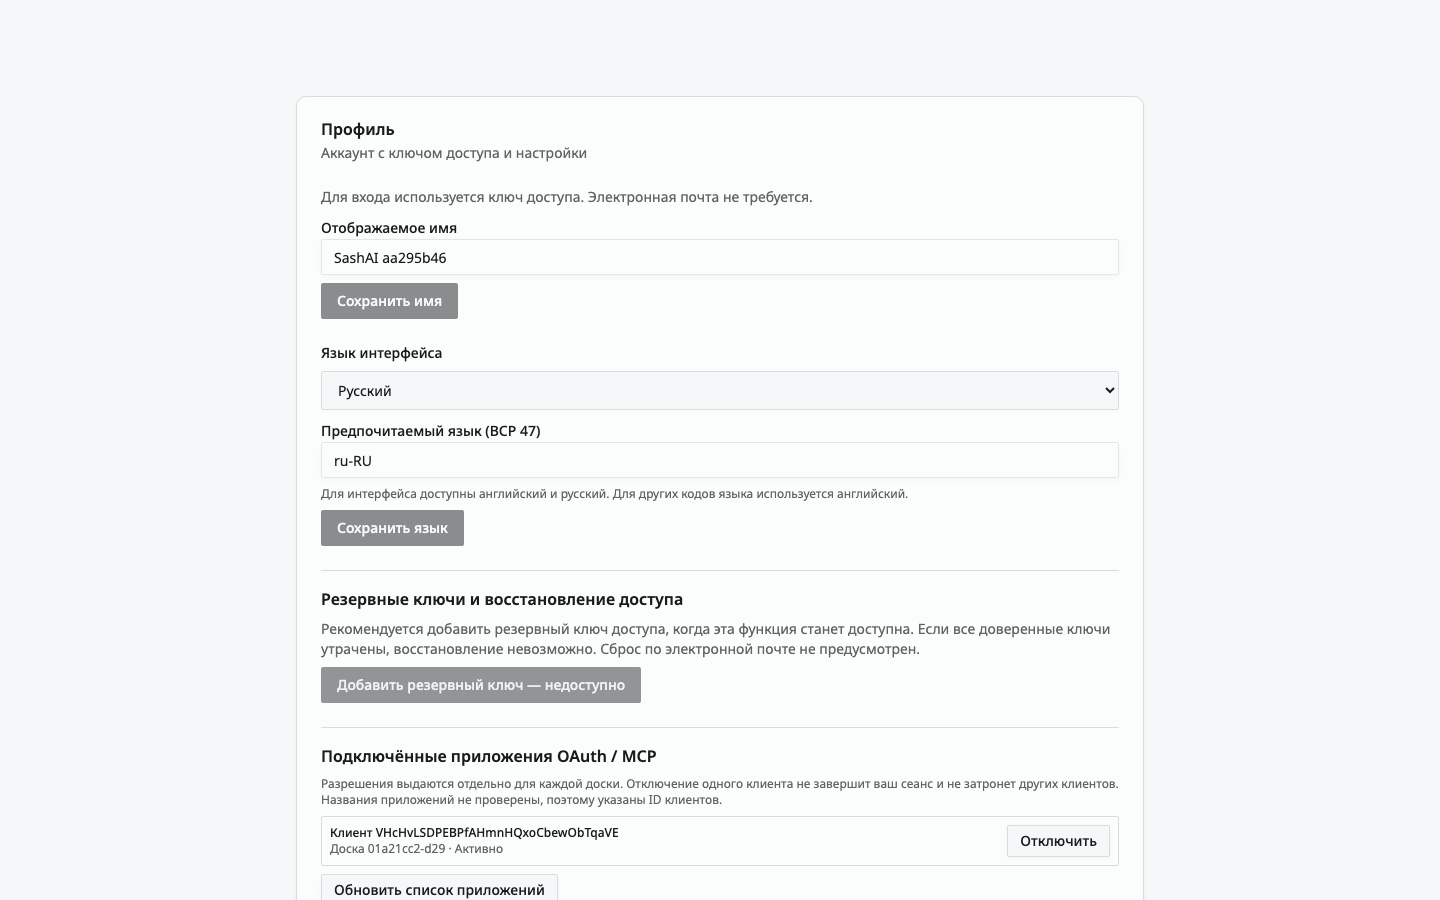 Профиль
Аккаунт с ключом доступа и настройки
Для входа используется ключ доступа. Электронная почта не требуется.
Отображаемое имя
SashAI aa295b46
Сохранить имя
Язык интерфейса
Русский
Предпочитаемый язык (BCP 47)
ru-RU
Для интерфейса доступны английский и русский. Для других кодов языка используется английский.
Сохранить язык
Резервные ключи и восстановление доступа
Рекомендуется добавить резервный ключ доступа, когда эта функция станет доступна. Если все доверенные ключи
утрачены, восстановление невозможно. Сброс по электронной почте не предусмотрен.
Добавить резервный ключ — недоступно
Подключённые приложения OAuth / MCP
Разрешения выдаются отдельно для каждой доски. Отключение одного клиента не завершит ваш сеанс и не затронет других клиентов.
Названия приложений не проверены, поэтому указаны ID клиентов.
Клиент VHcHvLSDPEBPfAHmnHQxoCbewObTqaVE
Доска 01a21cc2-d29 · Активно
Отключить
Обновить список приложений